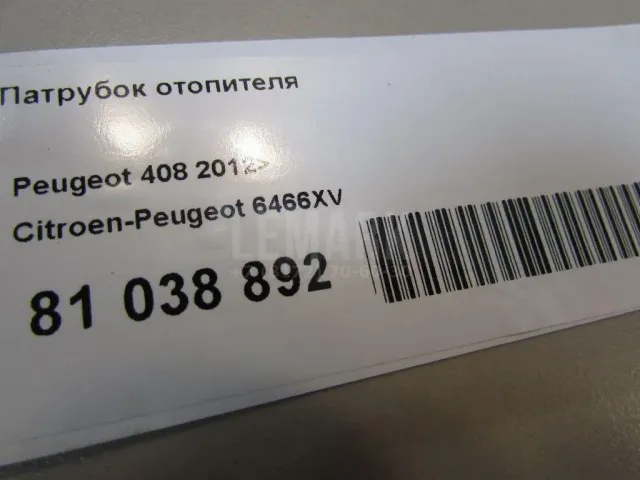 Патрубок отопителя
Peugeot 408 2012>
Citroen-Peugeot 6466XV
81 038 892